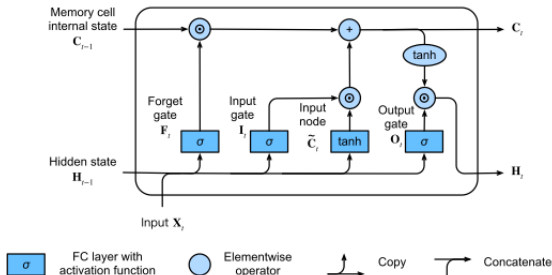 Memory cell
internal state
C_{t-1}
C_t
+
tanh
Forget
gate
F_t
Input
gate
I_t
Input
node
C̃_t
Output
gate
O_t
σ
σ
tanh
σ
Hidden state
H_{t-1}
H_t
Input X_t
σ
FC layer with
activation function
Elementwise
operator
Copy
Concatenate